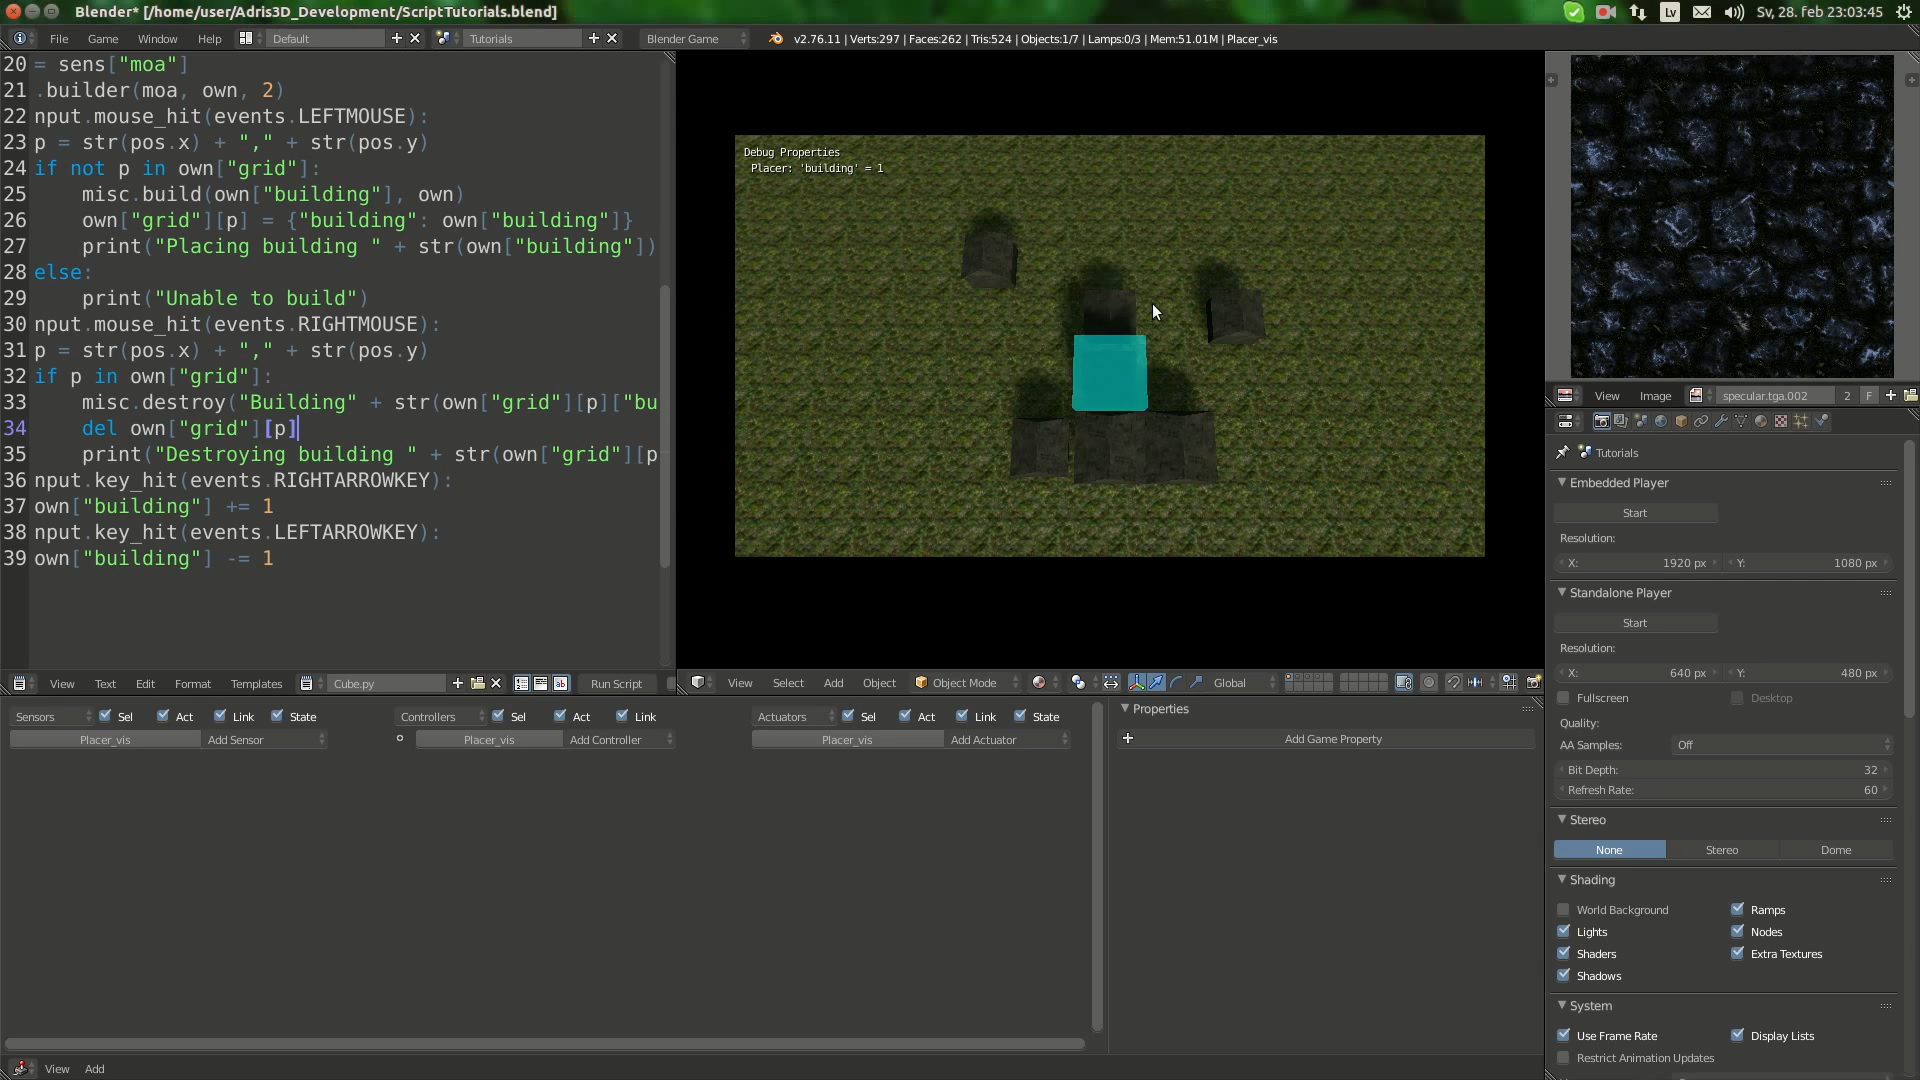 Blender* [/home/user/Adris3D_Development/ScriptTutorials.blend]
Lv
Sv, 28. feb 23:03:45
File Game Window Help Default Tutorials Blender Game v2.76.11 | Verts:297 | Faces:262 | Tris:524 | Objects:1/7 | Lamps:0/3 | Mem:51.01M | Placer_vis
20 = sens["moa"]
21 .builder(moa, own, 2)
22 nput.mouse_hit(events.LEFTMOUSE):
23 p = str(pos.x) + "," + str(pos.y)
24 if not p in own["grid"]:
25     misc.build(own["building"], own)
26     own["grid"][p] = {"building": own["building"]}
27     print("Placing building " + str(own["building"])
28 else:
29     print("Unable to build")
30 nput.mouse_hit(events.RIGHTMOUSE):
31 p = str(pos.x) + "," + str(pos.y)
32 if p in own["grid"]:
33     misc.destroy("Building" + str(own["grid"][p]["bu
34     del own["grid"][p]
35     print("Destroying building " + str(own["grid"][p
36 nput.key_hit(events.RIGHTARROWKEY):
37 own["building"] += 1
38 nput.key_hit(events.LEFTARROWKEY):
39 own["building"] -= 1
View Text Edit Format Templates Cube.py Run Script
Debug Properties
Placer: 'building' = 1
View Select Add Object Object Mode Global
View Image specular.tga.002 2 F
Tutorials
Embedded Player
Start
Resolution:
X: 1920 px Y: 1080 px
Standalone Player
Start
Resolution:
X: 640 px Y: 480 px
Fullscreen Desktop
Quality:
AA Samples: Off
Bit Depth: 32
Refresh Rate: 60
Stereo
None Stereo Dome
Shading
World Background Ramps
Lights Nodes
Shaders Extra Textures
Shadows
System
Use Frame Rate Display Lists
Restrict Animation Updates
Sensors Sel Act Link State
Placer_vis Add Sensor
Controllers Sel Act Link
Placer_vis Add Controller
Actuators Sel Act Link State
Placer_vis Add Actuator
Properties
Add Game Property
View Add